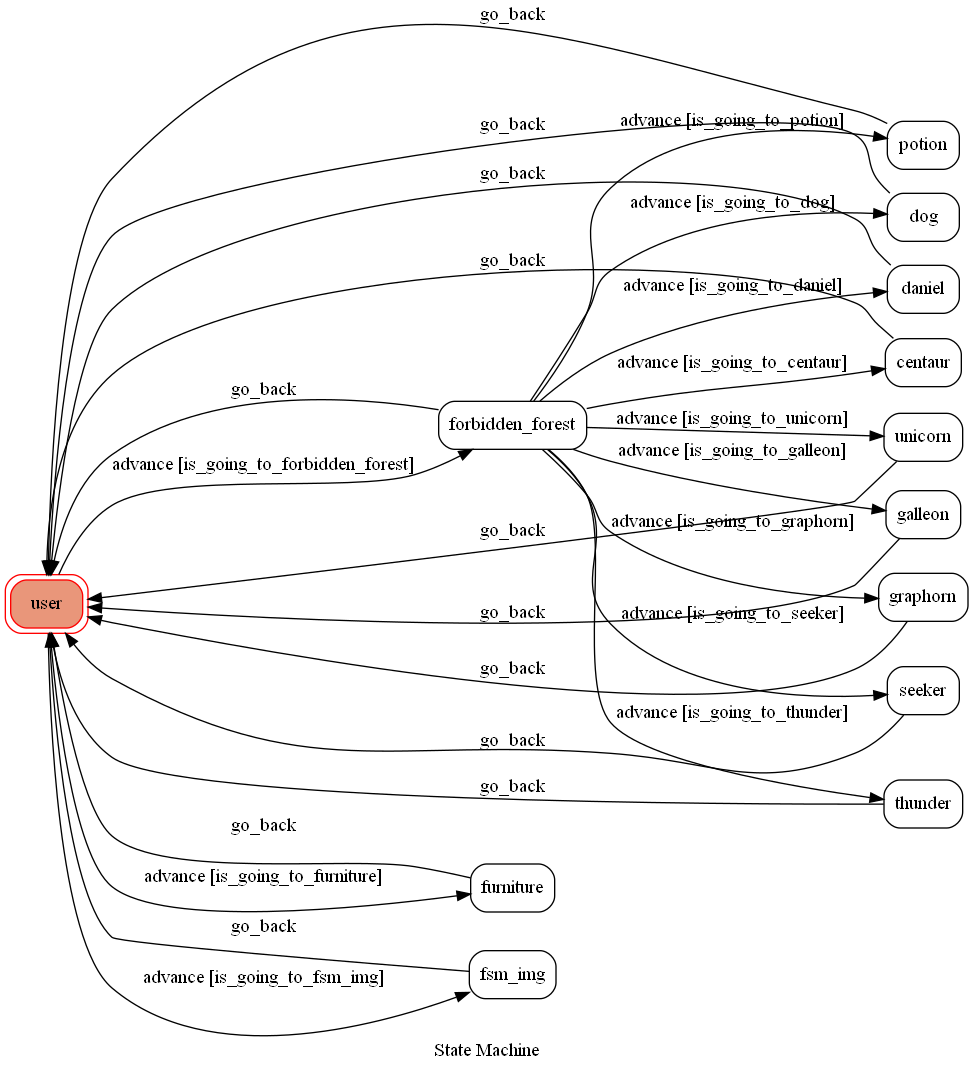 go_back
advance [is_going_to_potion]
go_back
potion
go_back
advance [is_going_to_dog]
dog
go_back
advance [is_going_to_daniel]
daniel
advance [is_going_to_centaur]
centaur
go_back
forbidden_forest
advance [is_going_to_unicorn]
unicorn
advance [is_going_to_galleon]
advance [is_going_to_forbidden_forest]
galleon
advance [is_going_to_graphorn]
go_back
user
graphorn
go_back
advance [is_going_to_seeker]
go_back
seeker
advance [is_going_to_thunder]
go_back
go_back
thunder
go_back
advance [is_going_to_furniture]
furniture
go_back
advance [is_going_to_fsm_img]
fsm_img
State Machine